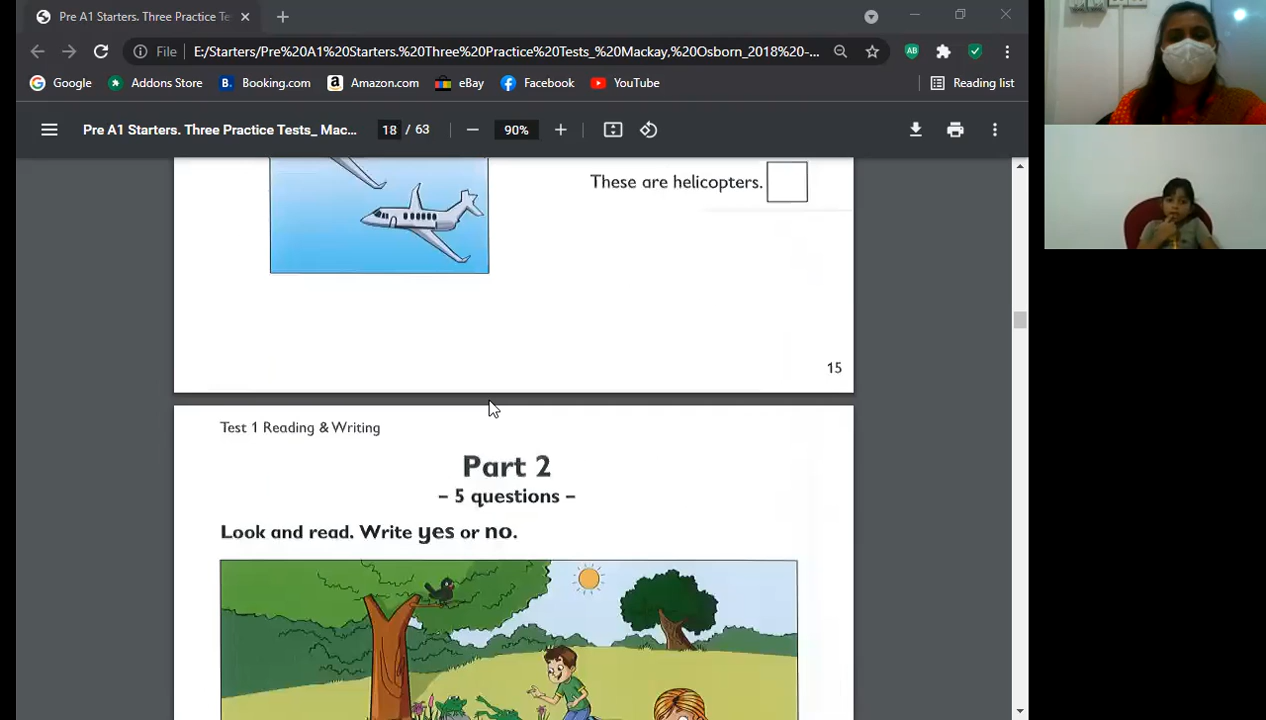 Pre A1 Starters. Three Practice Te
File E:/Starters/Pre%20A1%20Starters.%20Three%20Practice%20Tests_%20Mackay,%20Osborn_2018%20-...
Google Addons Store Booking.com Amazon.com eBay Facebook YouTube Reading list
Pre A1 Starters. Three Practice Tests_ Mac... 18 / 63 90%
These are helicopters.
15
Test 1 Reading & Writing
Part 2
– 5 questions –
Look and read. Write yes or no.